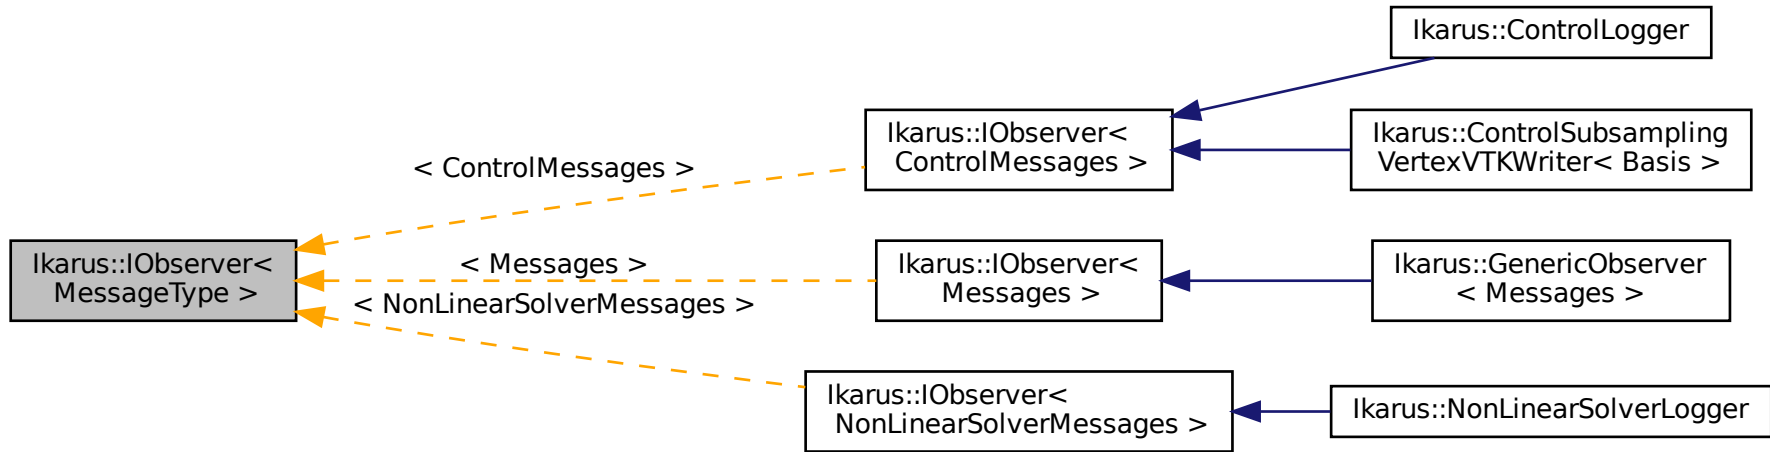 Ikarus::ControlLogger
Ikarus::IObserver<
ControlMessages >
Ikarus::ControlSubsampling
VertexVTKWriter< Basis >
< ControlMessages >
Ikarus::IObserver<
MessageType >
< Messages >
Ikarus::IObserver<
Messages >
Ikarus::GenericObserver
< Messages >
< NonLinearSolverMessages >
Ikarus::IObserver<
NonLinearSolverMessages >
Ikarus::NonLinearSolverLogger